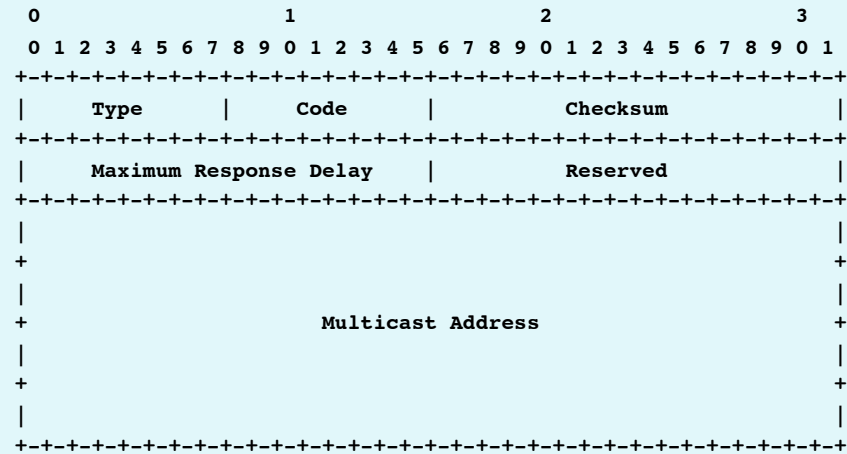 0                   1                   2                   3
 0 1 2 3 4 5 6 7 8 9 0 1 2 3 4 5 6 7 8 9 0 1 2 3 4 5 6 7 8 9 0 1
+-+-+-+-+-+-+-+-+-+-+-+-+-+-+-+-+-+-+-+-+-+-+-+-+-+-+-+-+-+-+-+-+
|     Type      |     Code      |          Checksum             |
+-+-+-+-+-+-+-+-+-+-+-+-+-+-+-+-+-+-+-+-+-+-+-+-+-+-+-+-+-+-+-+-+
|     Maximum Response Delay    |          Reserved             |
+-+-+-+-+-+-+-+-+-+-+-+-+-+-+-+-+-+-+-+-+-+-+-+-+-+-+-+-+-+-+-+-+
|                                                               |
+                                                               +
|                                                               |
+                       Multicast Address                       +
|                                                               |
+                                                               +
|                                                               |
+-+-+-+-+-+-+-+-+-+-+-+-+-+-+-+-+-+-+-+-+-+-+-+-+-+-+-+-+-+-+-+-+